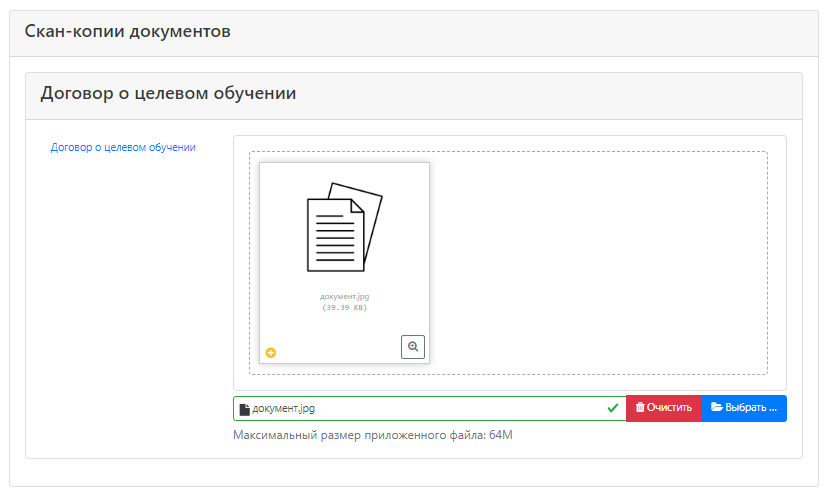 Скан-копии документов
Договор о целевом обучении
Договор о целевом обучении
документ.jpg
(39.39 KB)
документ.jpg
Очистить
Выбрать ...
Максимальный размер приложенного файла: 64M